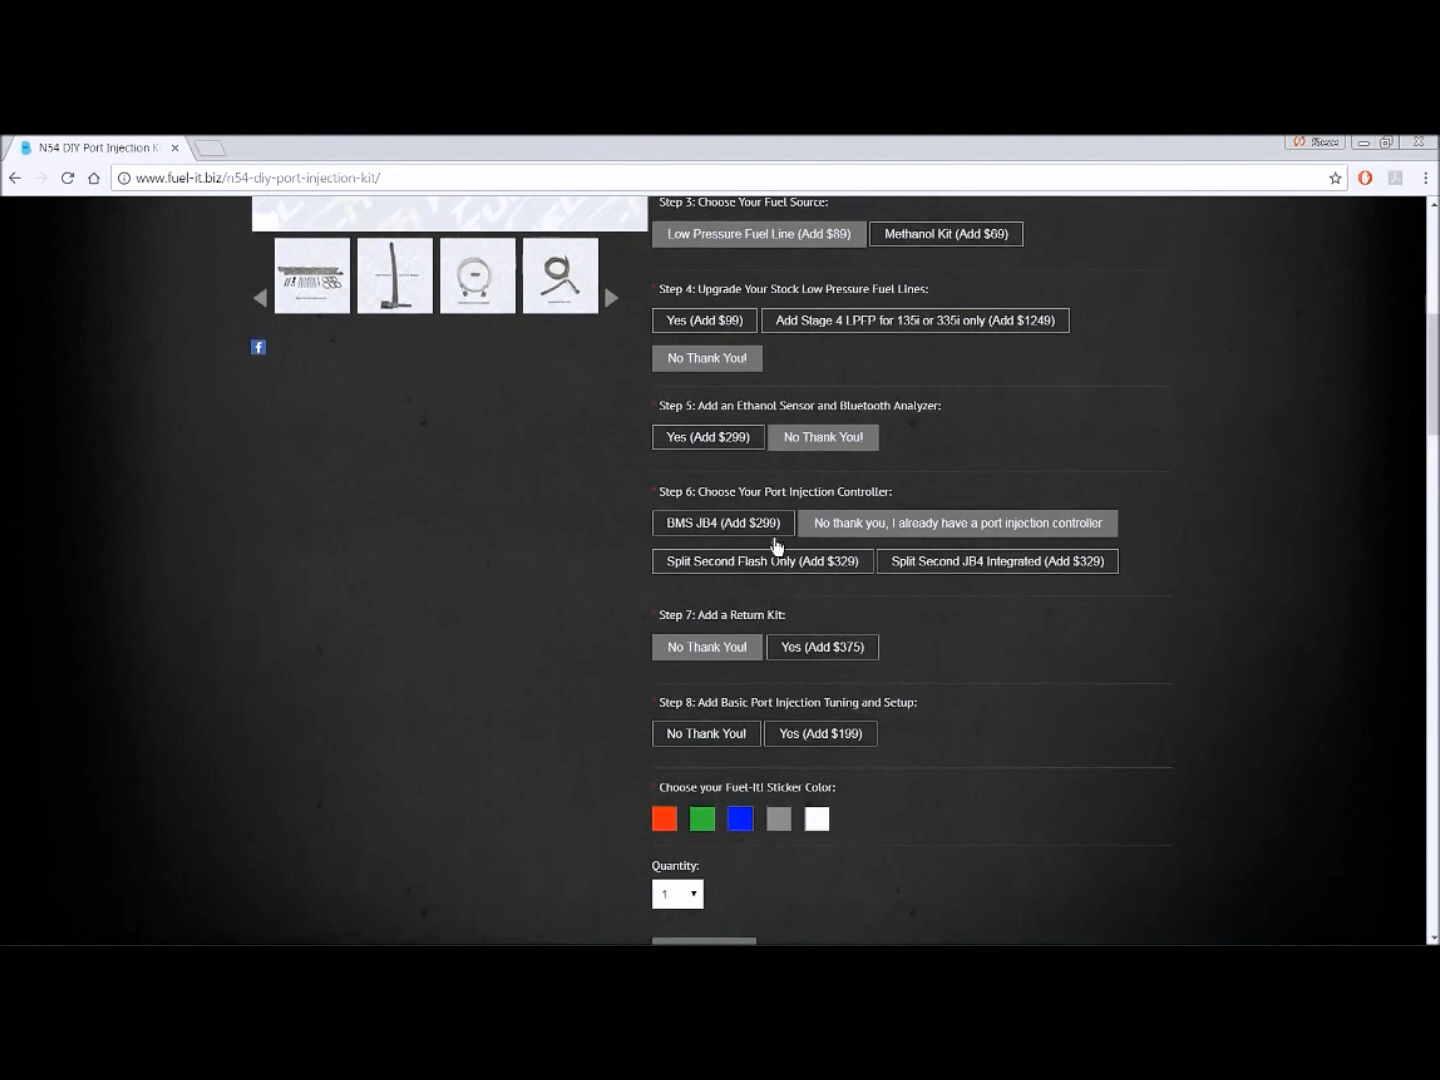 N54 DIY Port Injection K
www.fuel-it.biz/n54-diy-port-injection-kit/
Step 3: Choose Your Fuel Source:
Low Pressure Fuel Line (Add $89)
Methanol Kit (Add $69)
* Step 4: Upgrade Your Stock Low Pressure Fuel Lines:
Yes (Add $99)
Add Stage 4 LPFP for 135i or 335i only (Add $1249)
No Thank You!
* Step 5: Add an Ethanol Sensor and Bluetooth Analyzer:
Yes (Add $299)
No Thank You!
* Step 6: Choose Your Port Injection Controller:
BMS JB4 (Add $299)
No thank you, I already have a port injection controller
Split Second Flash Only (Add $329)
Split Second JB4 Integrated (Add $329)
* Step 7: Add a Return Kit:
No Thank You!
Yes (Add $375)
* Step 8: Add Basic Port Injection Tuning and Setup:
No Thank You!
Yes (Add $199)
* Choose your Fuel-It! Sticker Color:
Quantity:
1